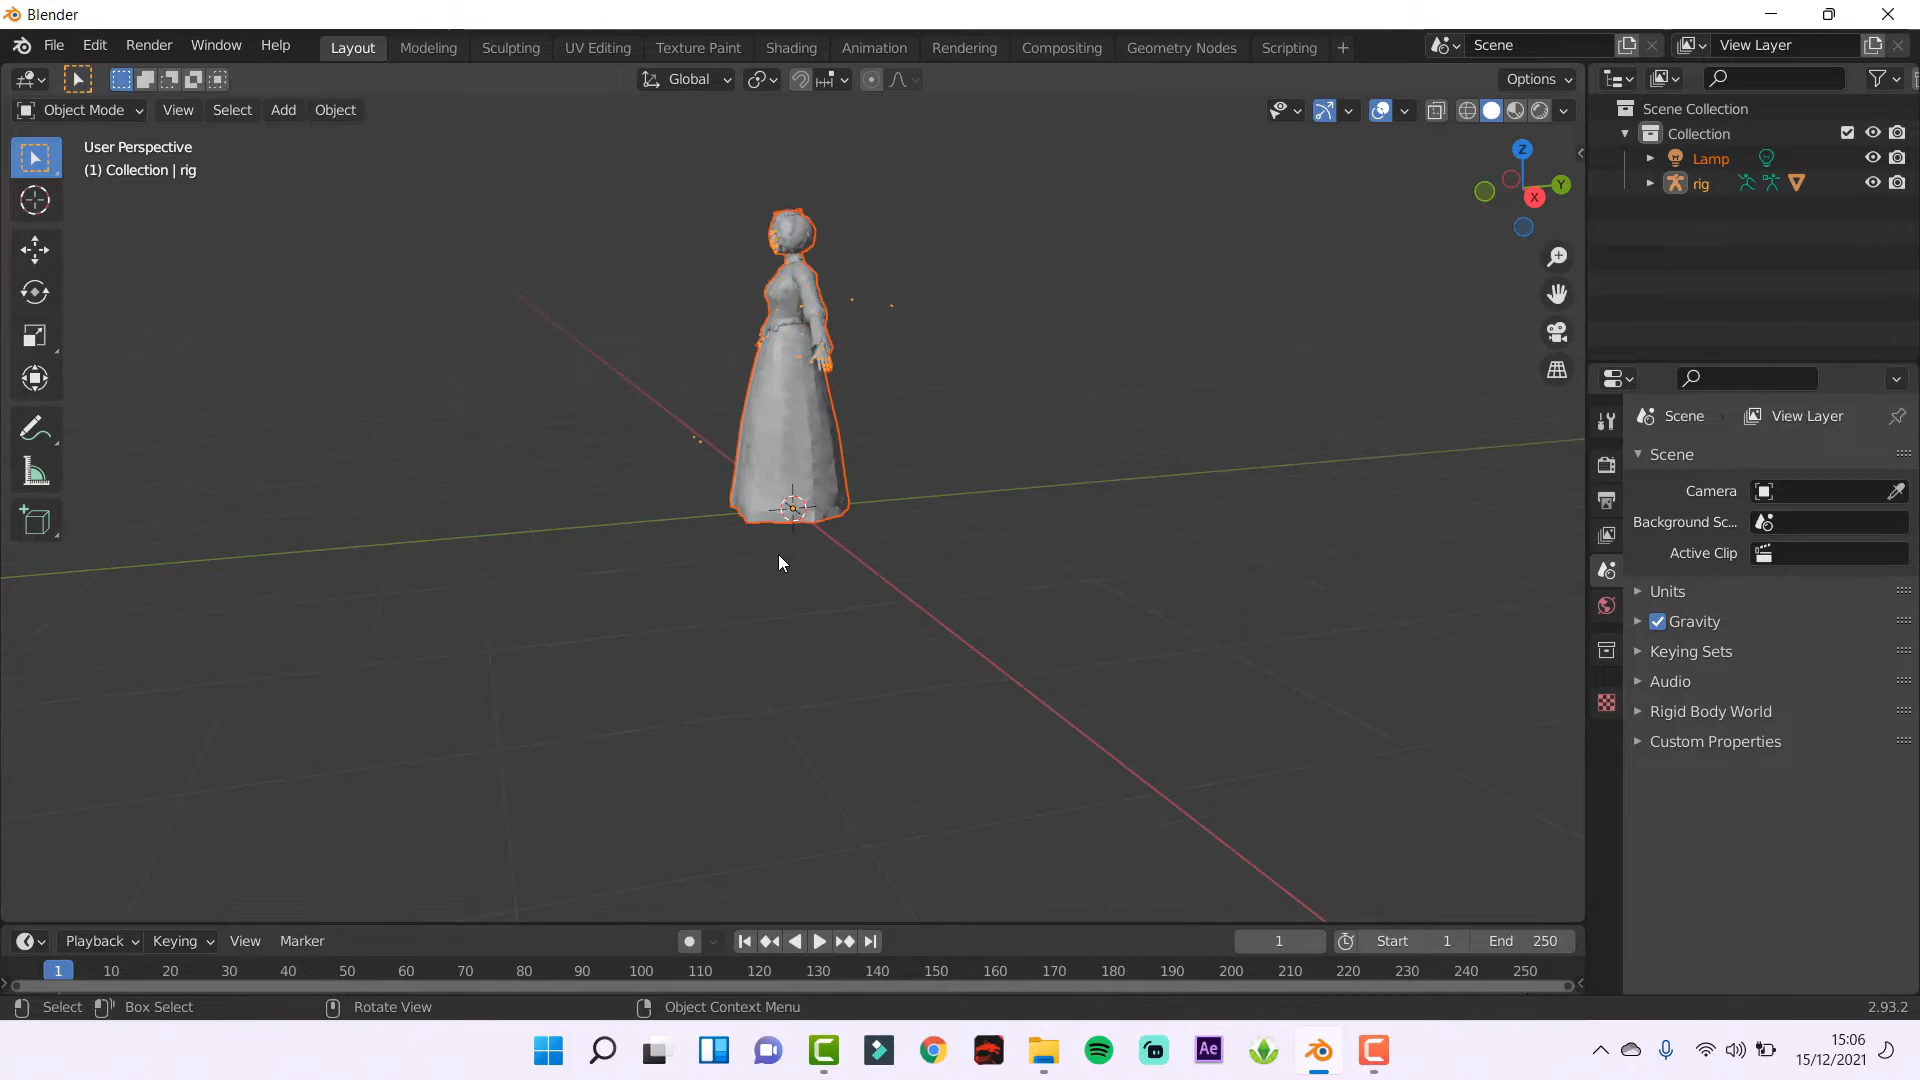 Blender
File Edit Render Window Help Layout Modeling Sculpting UV Editing Texture Paint Shading Animation Rendering Compositing Geometry Nodes Scripting + Scene View Layer
Global Options
Object Mode View Select Add Object
Scene Collection
Collection
Lamp
rig
User Perspective
(1) Collection | rig
Z
Y
X
Scene View Layer
Scene
Camera
Background Sc...
Active Clip
Units
Gravity
Keying Sets
Audio
Rigid Body World
Custom Properties
Playback Keying View Marker 1 Start 1 End 250
1 10 20 30 40 50 60 70 80 90 100 110 120 130 140 150 160 170 180 190 200 210 220 230 240 250
Select Box Select Rotate View Object Context Menu 2.93.2
Ae
15:06
15/12/2021